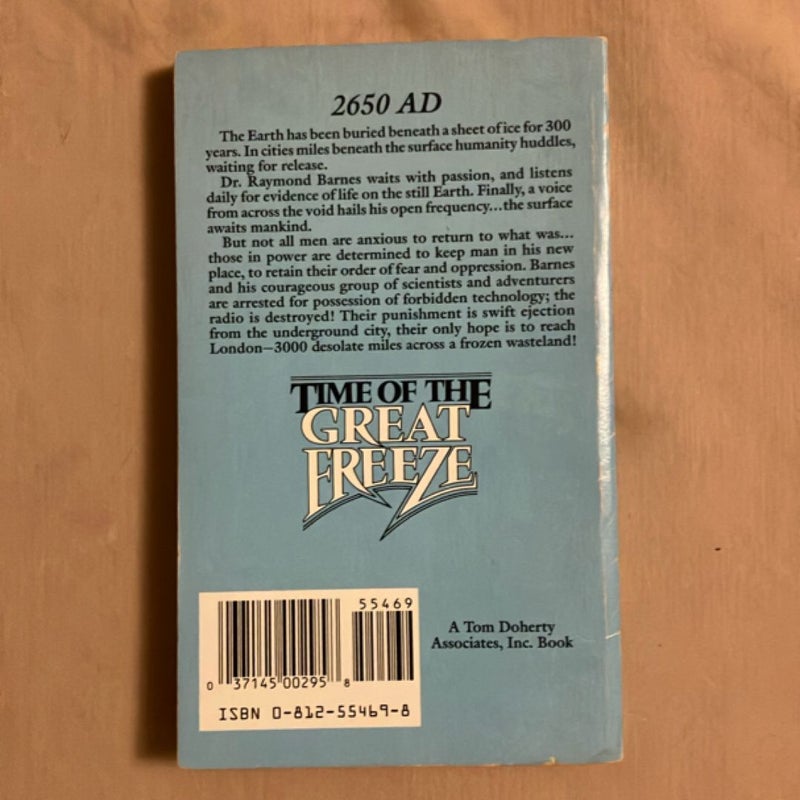 2650 AD
The Earth has been buried beneath a sheet of ice for 300
years. In cities miles beneath the surface humanity huddles,
waiting for release.
Dr. Raymond Barnes waits with passion, and listens
daily for evidence of life on the still Earth. Finally, a voice
from across the void hails his open frequency...the surface
awaits mankind.
But not all men are anxious to return to what was...
those in power are determined to keep man in his new
place, to retain their order of fear and oppression. Barnes
and his courageous group of scientists and adventurers
are arrested for possession of forbidden technology; the
radio is destroyed! Their punishment is swift ejection
from the underground city, their only hope is to reach
London—3000 desolate miles across a frozen wasteland!
TIME OF THE
GREAT
FREEZE
55469
0 37145 00295 8
ISBN 0-812-55469-8
A Tom Doherty
Associates, Inc. Book